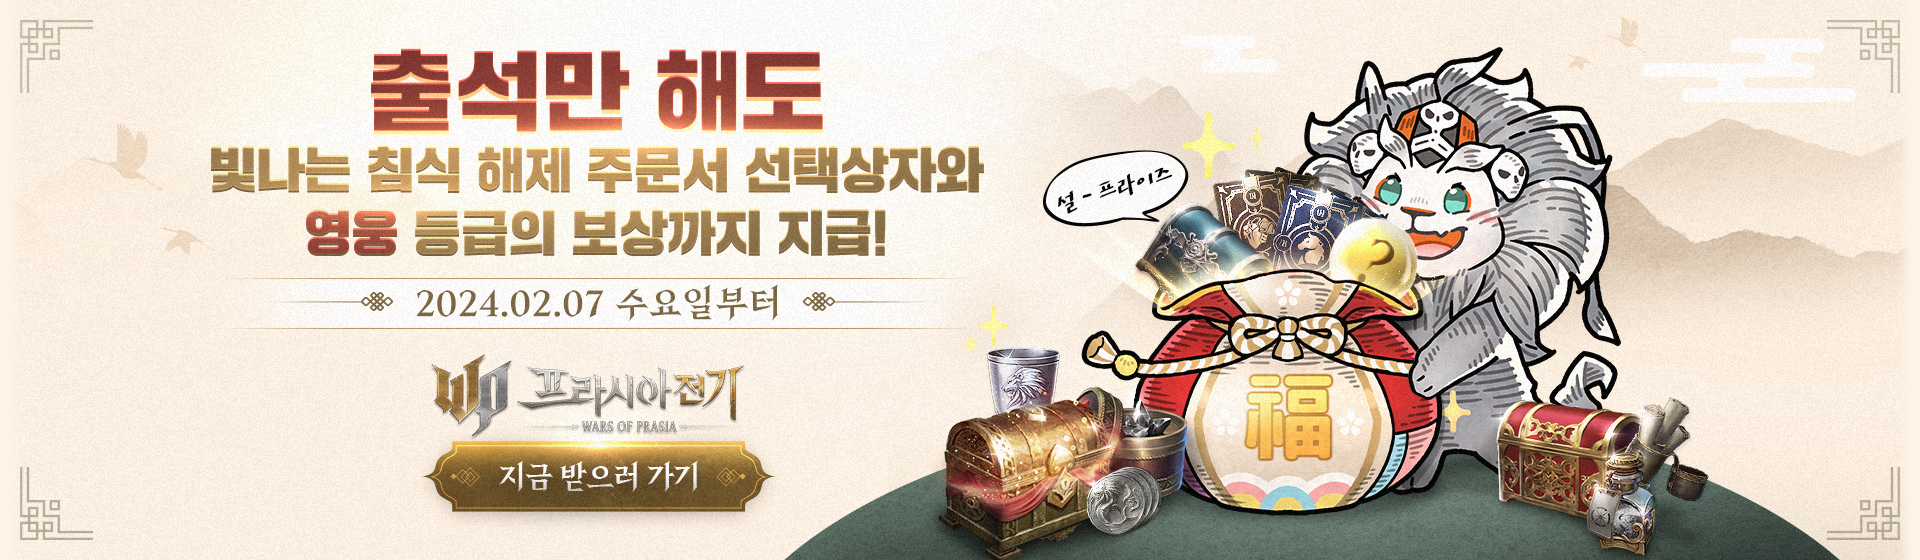 출석만 해도
빛나는 침식 해제 주문서 선택상자와
영웅 등급의 보상까지 지급!
2024.02.07 수요일부터
WP 프라시아전기
WARS OF PRASIA
지금 받으러 가기
설 - 프라이즈
?
福